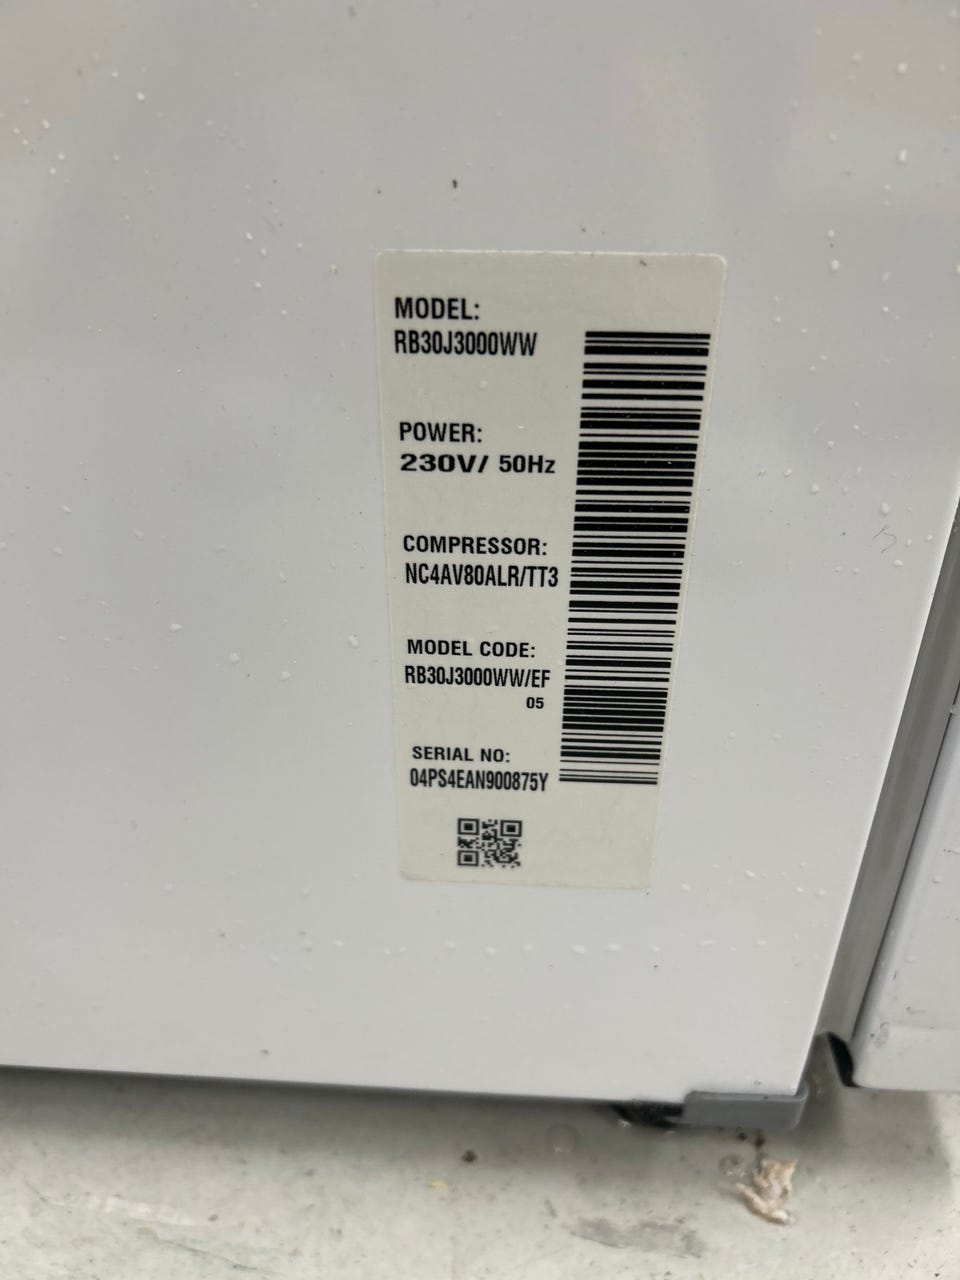 MODEL:
RB30J3000WW
POWER:
230V/ 50Hz
COMPRESSOR:
NC4AV80ALR/TT3
MODEL CODE:
RB30J3000WW/EF
05
SERIAL NO:
04PS4EAN900875Y